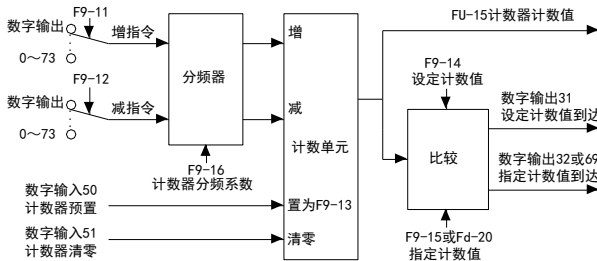 F9-11
数字输出
0～73
增指令
F9-12
数字输出
0～73
减指令
分频器
F9-16
计数器分频系数
数字输入50
计数器预置
数字输入51
计数器清零
增
减
计数单元
置为F9-13
清零
FU-15计数器计数值
F9-14
设定计数值
比较
数字输出31
设定计数值到达
数字输出32或69
指定计数值到达
F9-15或Fd-20
指定计数值